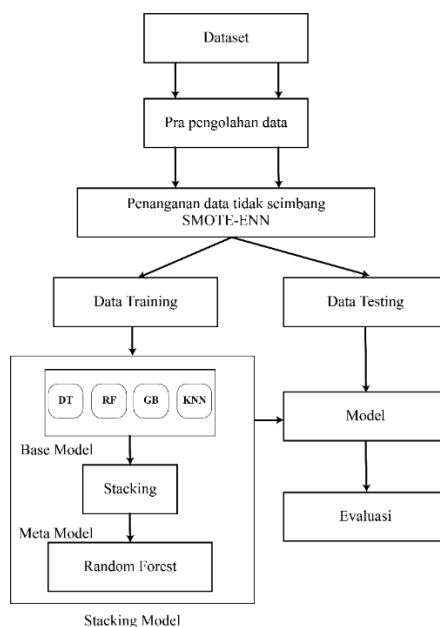 Dataset
Pra pengolahan data
Penanganan data tidak seimbang
SMOTE-ENN
Data Training
Data Testing
DT RF GB KNN
Base Model
Model
Stacking
Meta Model
Evaluasi
Random Forest
Stacking Model